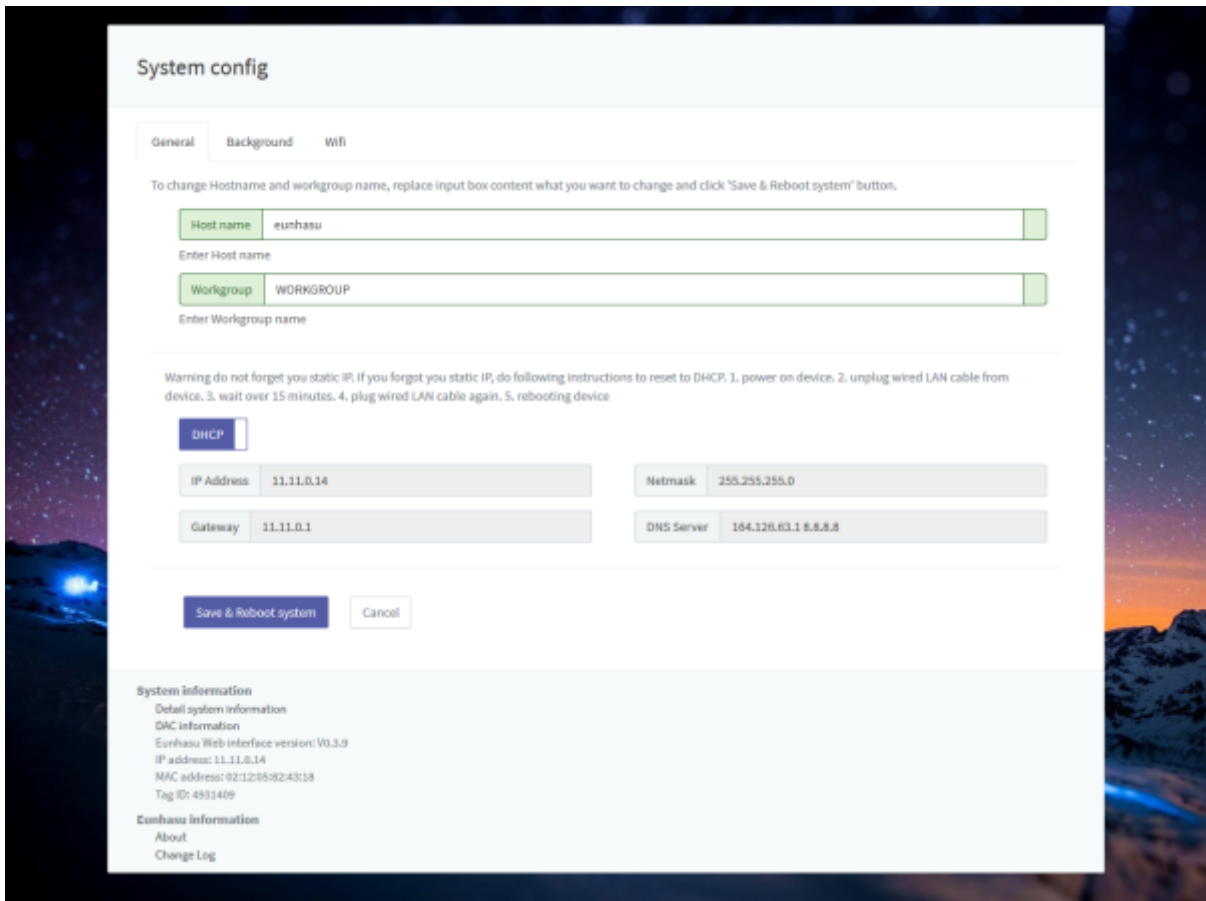 System config
General Background Wifi
To change Hostname and workgroup name, replace input box content what you want to change and click 'Save & Reboot system' button.
Host name eunhasu
Enter Host name
Workgroup WORKGROUP
Enter Workgroup name
Warning do not forget you static IP. If you forgot you static IP, do following instructions to reset to DHCP. 1. power on device. 2. unplug wired LAN cable from
device. 3. wait over 15 minutes. 4. plug wired LAN cable again. 5. rebooting device
DHCP
IP Address 11.11.0.14 Netmask 255.255.255.0
Gateway 11.11.0.1 DNS Server 164.126.63.1 8.8.8.8
Save & Reboot system Cancel
System information
Detail system information
DAC information
Eunhasu Web interface version: V0.3.9
IP address: 11.11.0.14
MAC address: 02:12:05:82:43:18
Tag ID: 4931409
Eunhasu information
About
Change Log